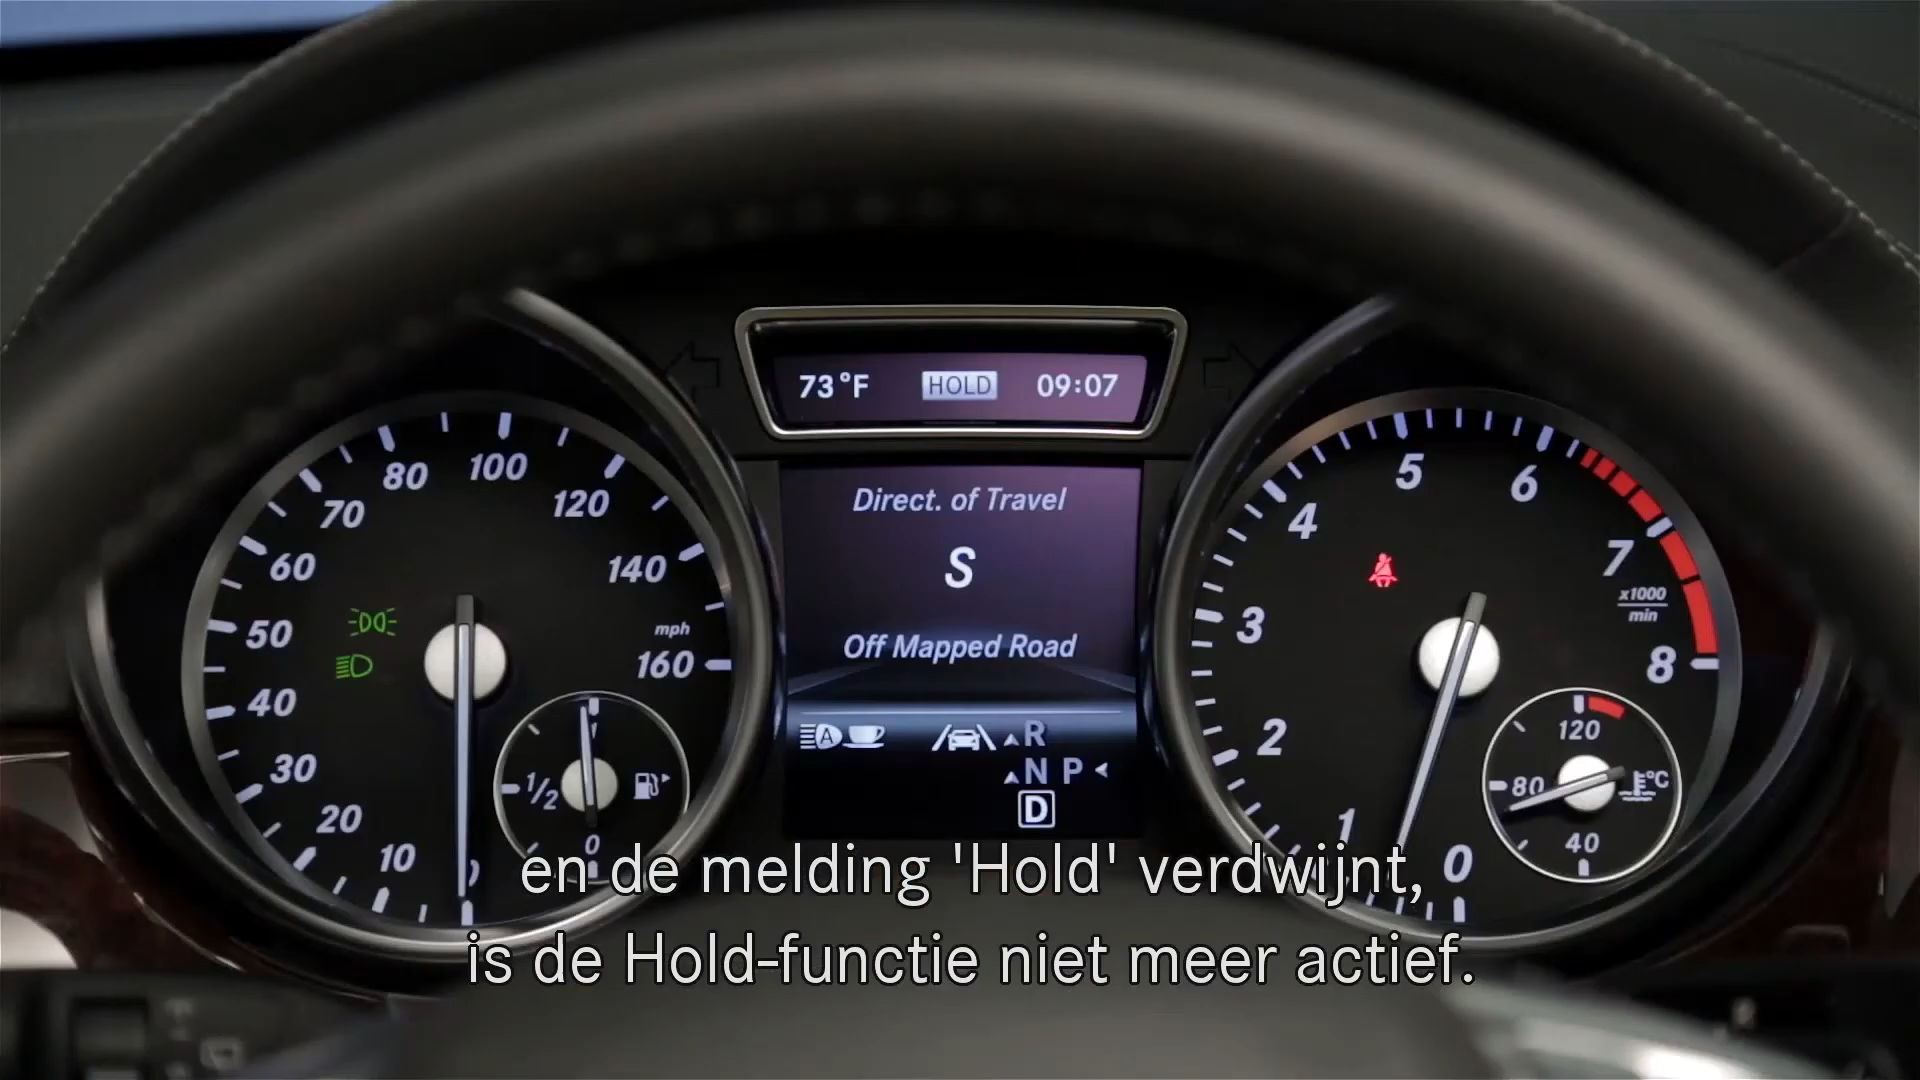 73°F HOLD 09:07
Direct. of Travel
S
Off Mapped Road
A
R
N P
D
10
20
30
40
50
60
70
80
100
120
140
160
mph
1/2
0
0
1
2
3
4
5
6
7
8
x1000
min
120
80
40
°C
en de melding 'Hold' verdwijnt,
is de Hold-functie niet meer actief.